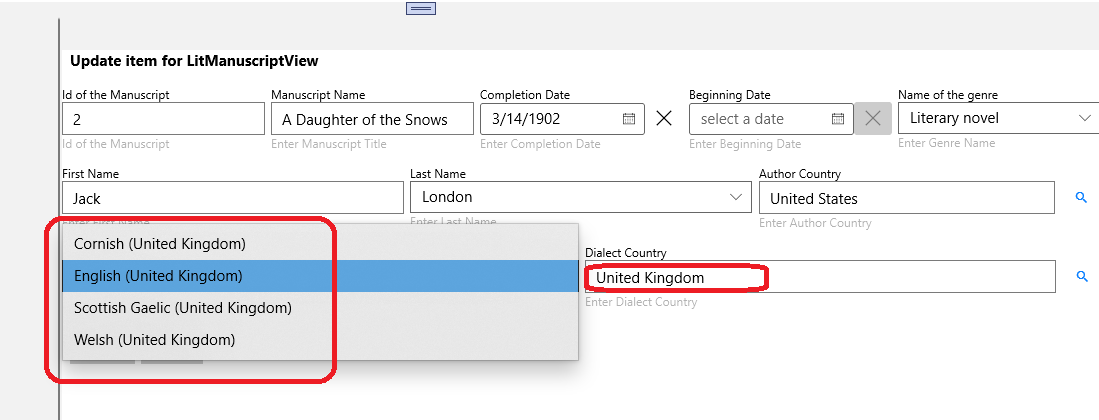 Update item for LitManuscriptView
Id of the Manuscript
Manuscript Name
Completion Date
Beginning Date
Name of the genre
2
A Daughter of the Snows
3/14/1902
select a date
Literary novel
Id of the Manuscript
Enter Manuscript Title
Enter Completion Date
Enter Beginning Date
Enter Genre Name
First Name
Last Name
Author Country
Jack
London
United States
Enter First Name
Enter Last Name
Enter Author Country
Cornish (United Kingdom)
English (United Kingdom)
Scottish Gaelic (United Kingdom)
Welsh (United Kingdom)
Dialect Country
United Kingdom
Enter Dialect Country